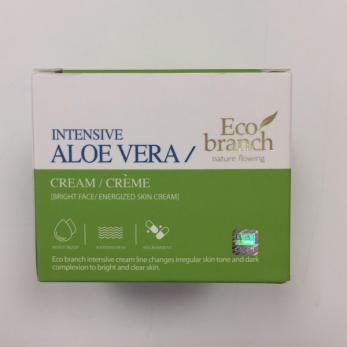 Eco
branch
nature flowing
INTENSIVE
ALOE VERA /
CREAM / CRÈME
[BRIGHT FACE/ ENERGIZED SKIN CREAM]
NOURISHMENT
Eco branch intensive cream line changes irregular skin tone and dark
complexion to bright and clear skin.